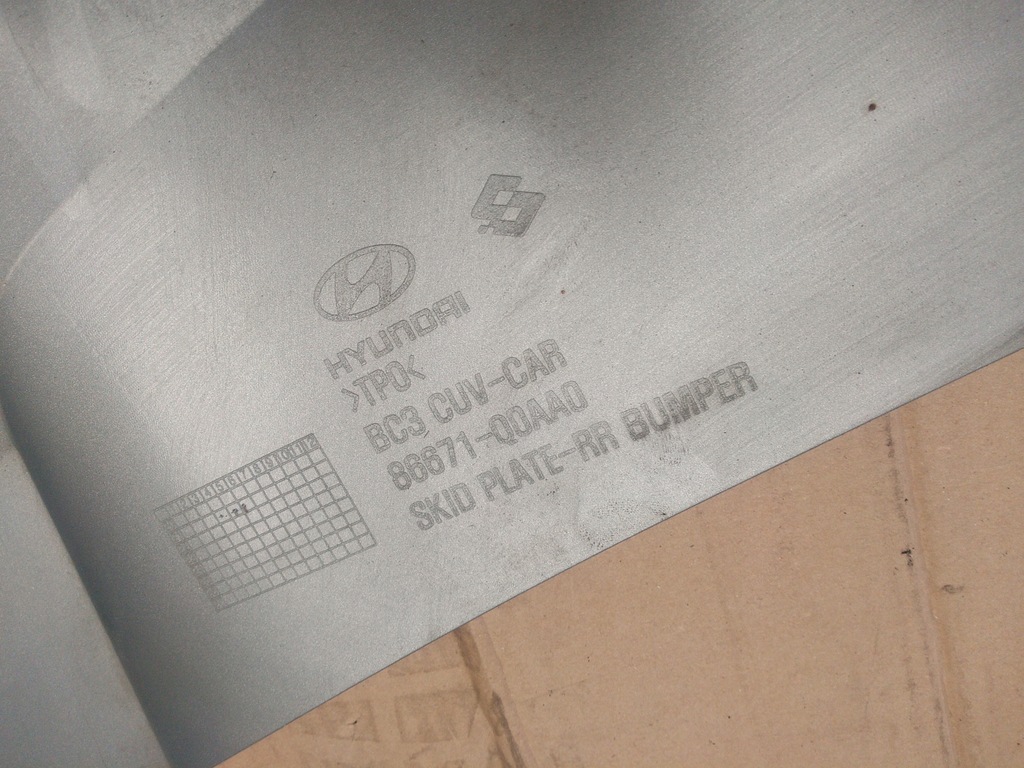 HYUNDAI
>TPO<
BC3 CUV-CAR
86671-Q0AA0
SKID PLATE-RR BUMPER